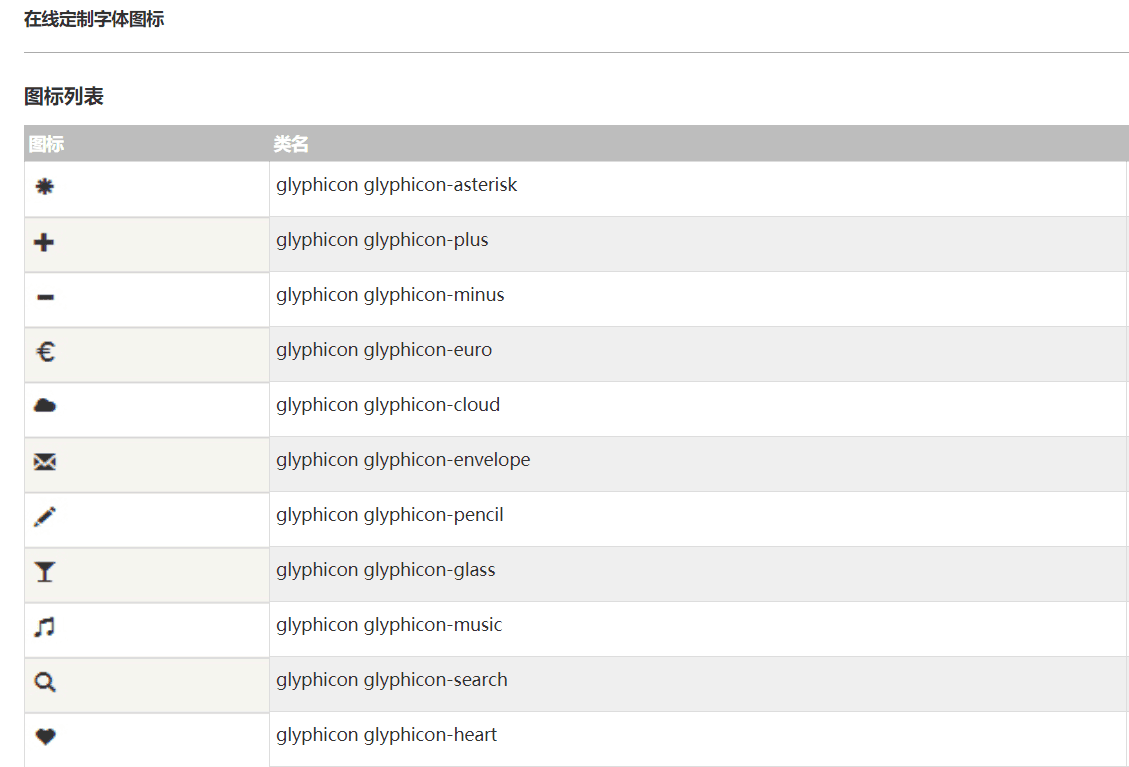 在线定制字体图标
图标列表
图标 类名
glyphicon glyphicon-asterisk
glyphicon glyphicon-plus
glyphicon glyphicon-minus
glyphicon glyphicon-euro
glyphicon glyphicon-cloud
glyphicon glyphicon-envelope
glyphicon glyphicon-pencil
glyphicon glyphicon-glass
glyphicon glyphicon-music
glyphicon glyphicon-search
glyphicon glyphicon-heart